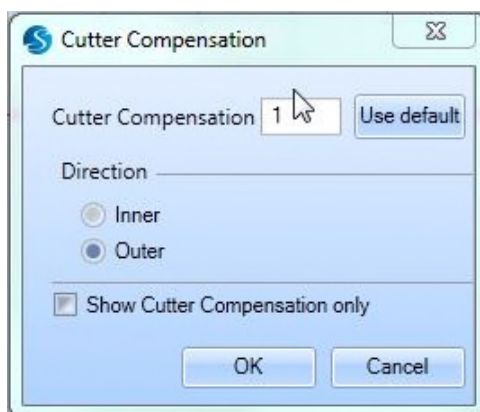 Cutter Compensation
Cutter Compensation 1 Use default
Direction
Inner
Outer
Show Cutter Compensation only
OK Cancel